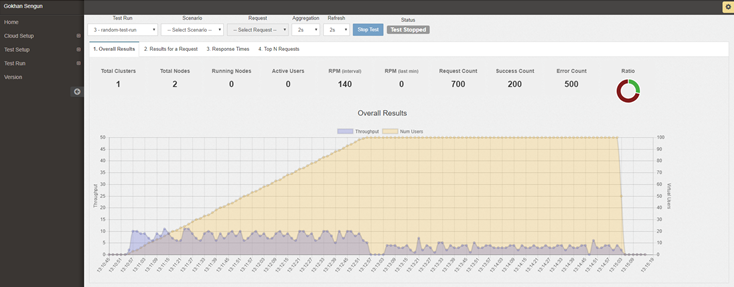 Gokhan Sengun
Home
Cloud Setup
Test Setup
Test Run
Version
Test Run Scenario Request Aggregation Refresh Status
3 - random-test-run -- Select Scenario -- -- Select Request -- 2s 2s Stop Test Test Stopped
1. Overall Results 2. Results for a Request 3. Response Times 4. Top N Requests
Total Clusters Total Nodes Running Nodes Active Users RPM (interval) RPM (last min) Request Count Success Count Error Count Ratio
1 2 0 0 140 0 700 200 500
Overall Results
Throughput Num Users
50 100
45 90
40 80
35 70
30 60
25 50
20 40
15 30
10 20
5 10
0 0
Throughput
Virtual Users